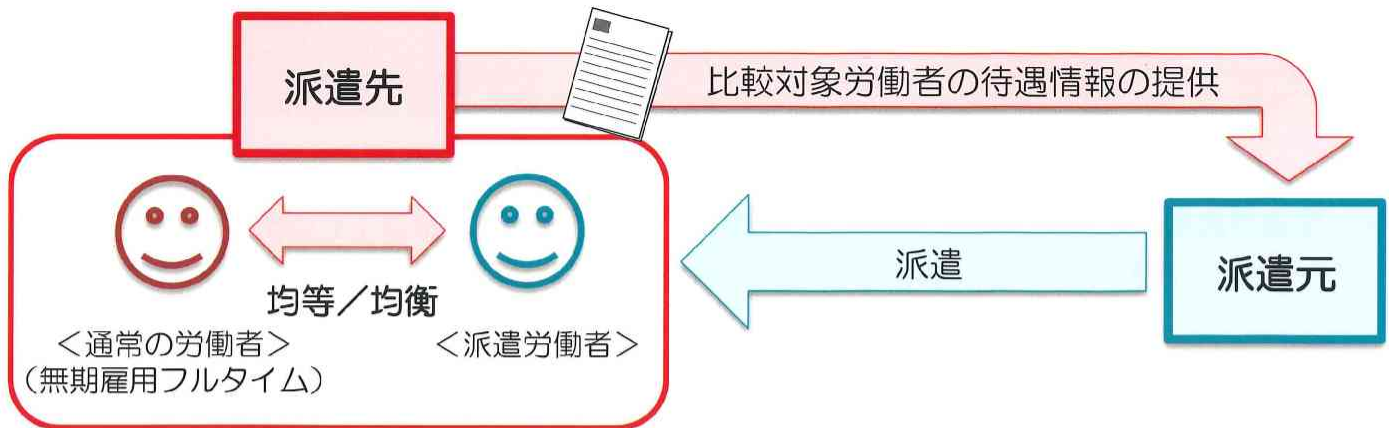 派遣先
比較対象労働者の待遇情報の提供
派遣
派遣元
均等／均衡
＜通常の労働者＞
（無期雇用フルタイム）
＜派遣労働者＞